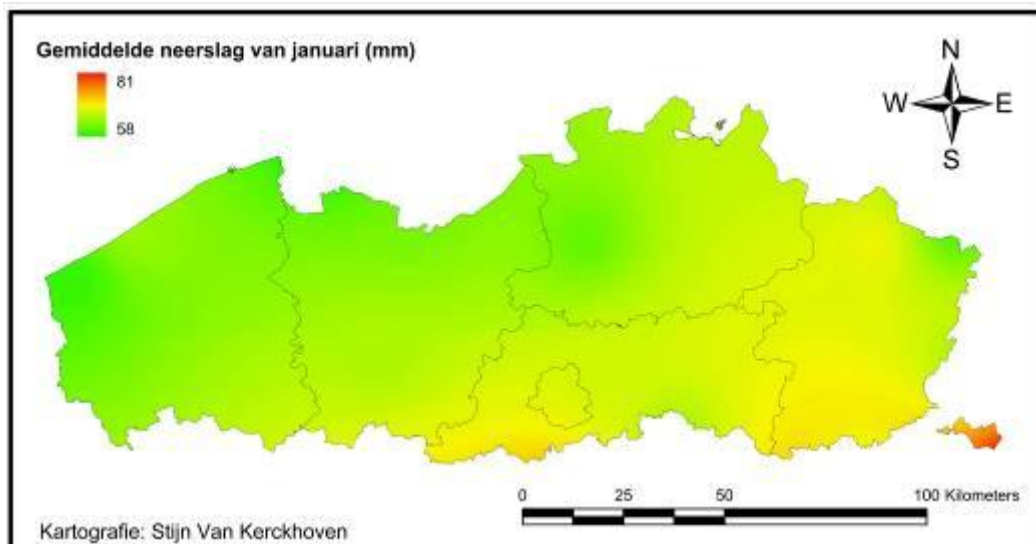 Gemiddelde neerslag van januari (mm)
81
58
N
W E
S
0 25 50 100 Kilometers
Kartografie: Stijn Van Kerckhoven